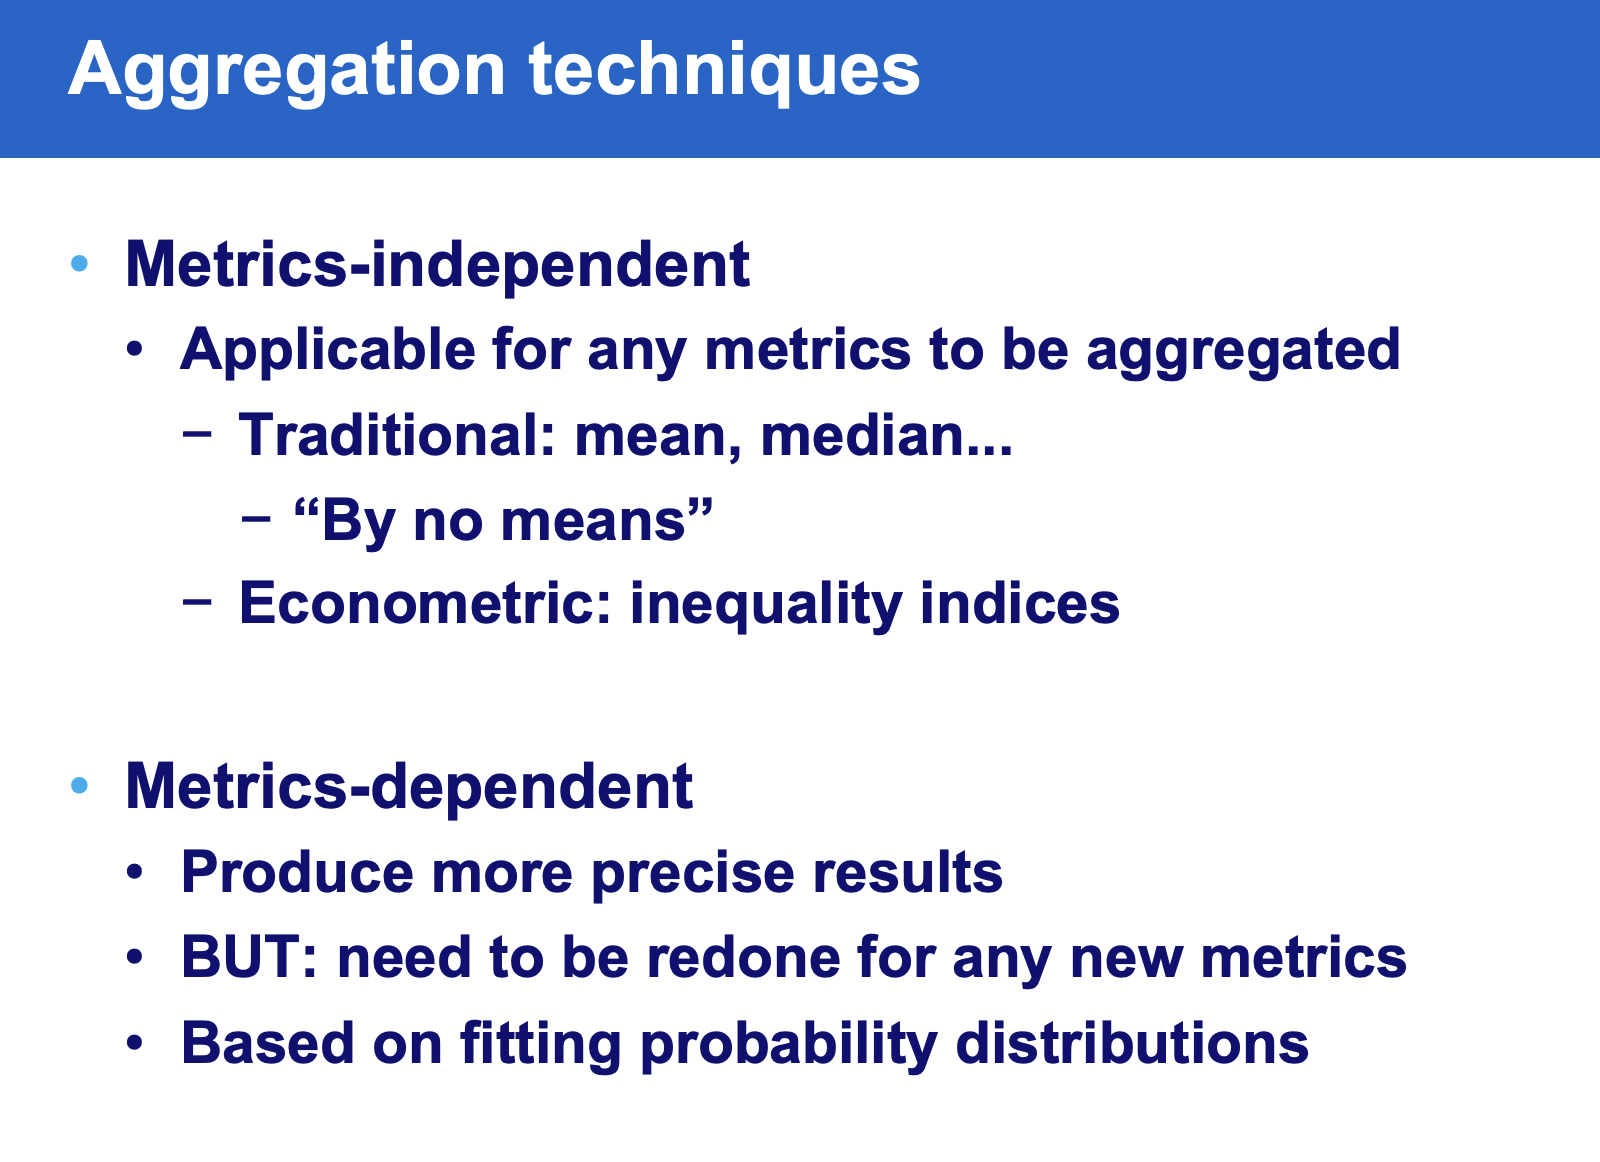 Aggregation techniques
• Metrics-independent
• Applicable for any metrics to be aggregated
− Traditional: mean, median...
− “By no means”
− Econometric: inequality indices
• Metrics-dependent
• Produce more precise results
• BUT: need to be redone for any new metrics
• Based on fitting probability distributions